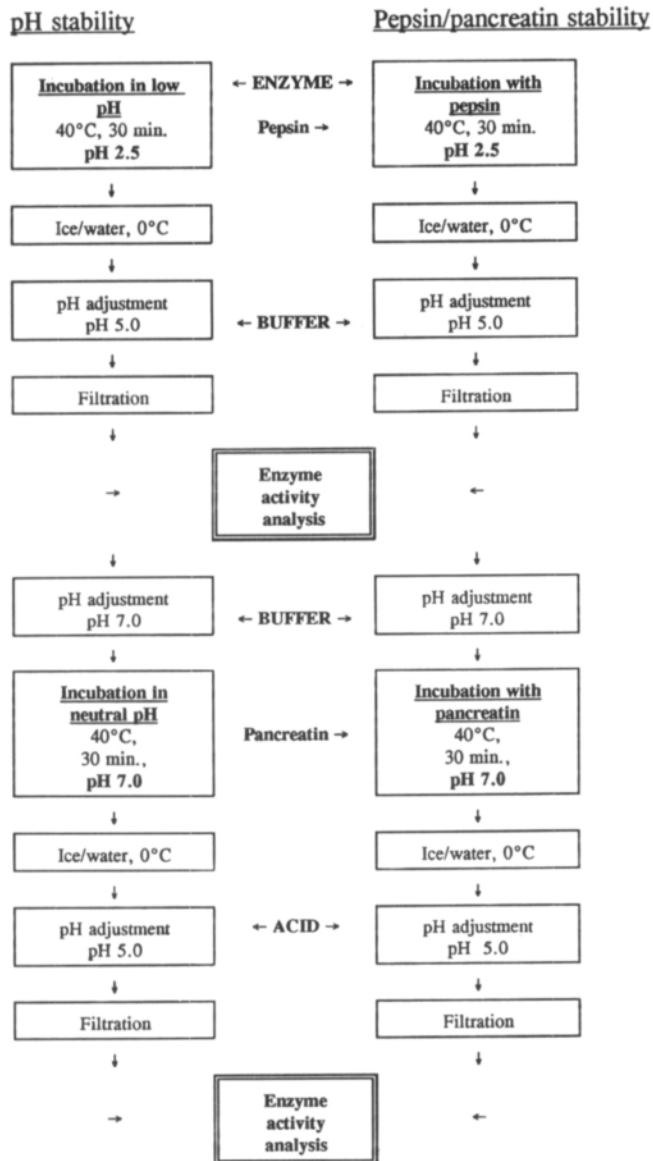 pH stability
Pepsin/pancreatin stability
Incubation in low
pH
40°C, 30 min.
pH 2.5
← ENZYME →
Pepsin →
Incubation with
pepsin
40°C, 30 min.
pH 2.5
↓
↓
Ice/water, 0°C
Ice/water, 0°C
↓
↓
pH adjustment
pH 5.0
← BUFFER →
pH adjustment
pH 5.0
↓
↓
Filtration
Filtration
↓
↓
→
Enzyme
activity
analysis
←
↓
↓
pH adjustment
pH 7.0
← BUFFER →
pH adjustment
pH 7.0
↓
↓
Incubation in
neutral pH
40°C,
30 min.,
pH 7.0
Pancreatin →
Incubation with
pancreatin
40°C,
30 min.,
pH 7.0
↓
↓
Ice/water, 0°C
Ice/water, 0°C
↓
↓
pH adjustment
pH 5.0
← ACID →
pH adjustment
pH 5.0
↓
↓
Filtration
Filtration
↓
↓
→
Enzyme
activity
analysis
←